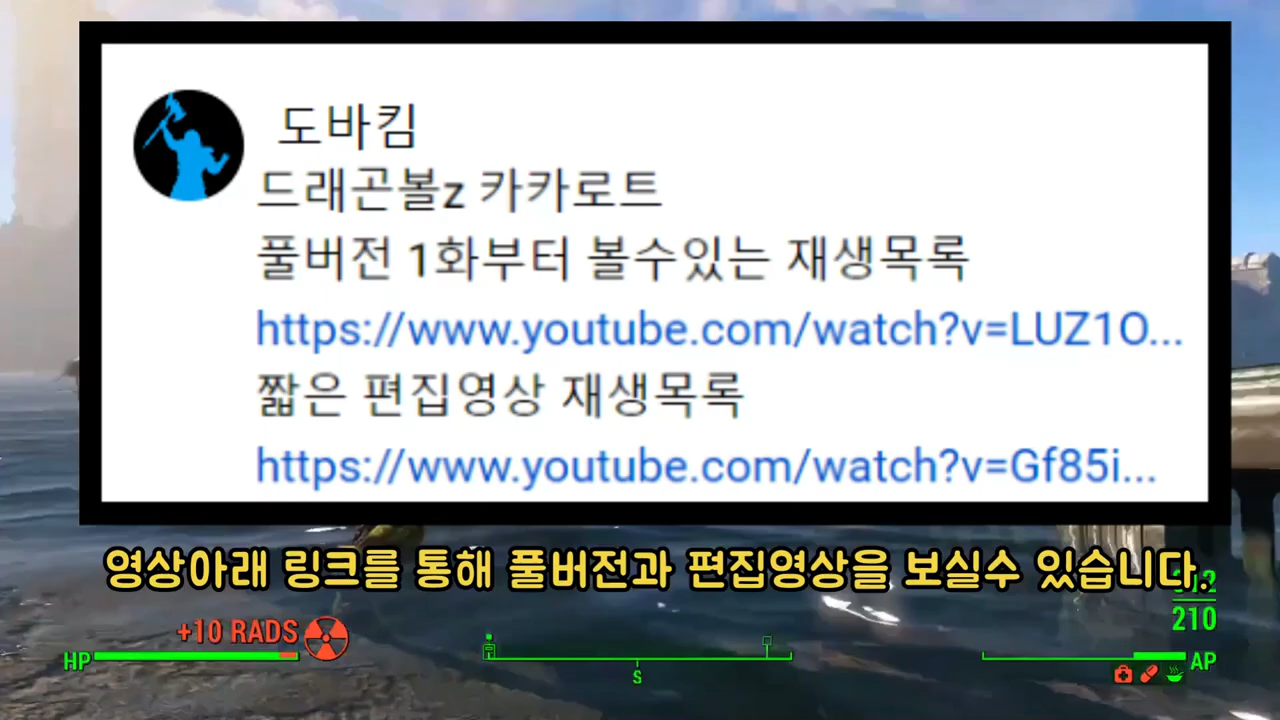 도바킴
드래곤볼z 카카로트
풀버전 1화부터 볼수있는 재생목록
https://www.youtube.com/watch?v=LUZ1O...
짧은 편집영상 재생목록
https://www.youtube.com/watch?v=Gf85i...
영상아래 링크를 통해 풀버전과 편집영상을 보실수 있습니다.
210
+10 RADS
HP
S
AP